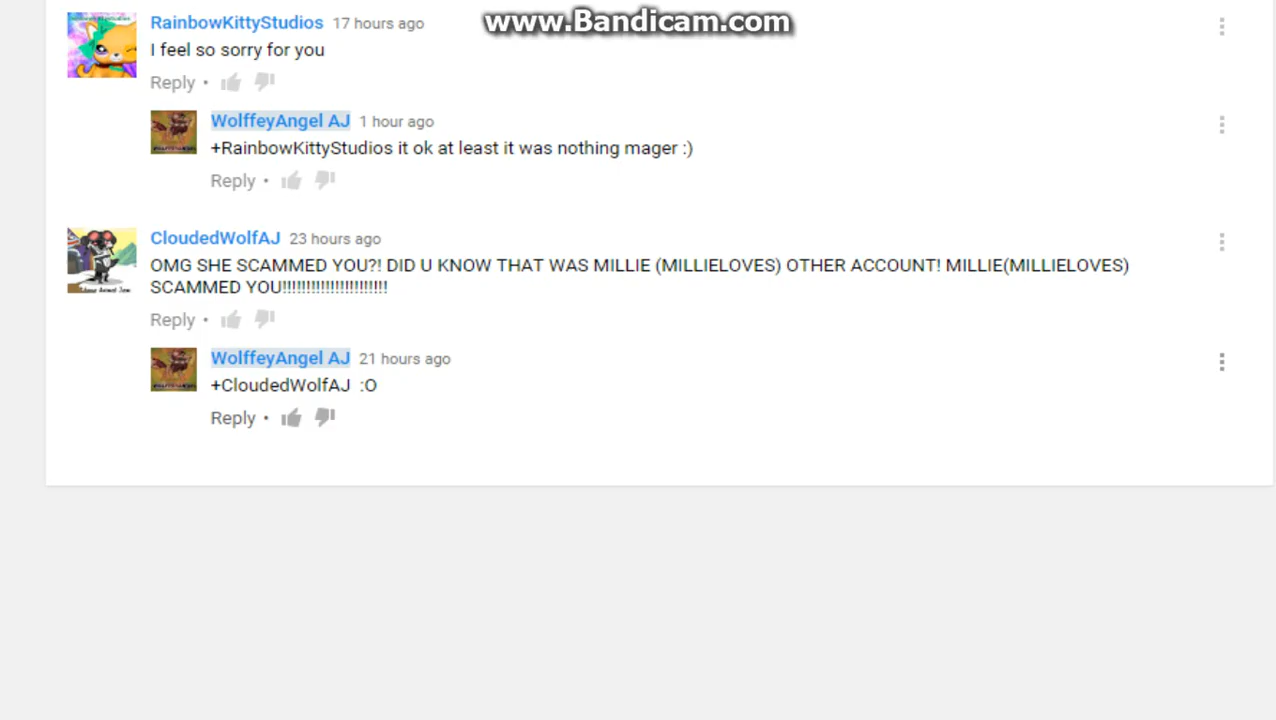 www.Bandicam.com
RainbowKittyStudios 17 hours ago
I feel so sorry for you
Reply •
WolffeyAngel AJ 1 hour ago
+RainbowKittyStudios it ok at least it was nothing mager :)
Reply •
CloudedWolfAJ 23 hours ago
OMG SHE SCAMMED YOU?! DID U KNOW THAT WAS MILLIE (MILLIELOVES) OTHER ACCOUNT! MILLIE(MILLIELOVES)
SCAMMED YOU!!!!!!!!!!!!!!!!!!!!!!
Reply •
WolffeyAngel AJ 21 hours ago
+CloudedWolfAJ :O
Reply •